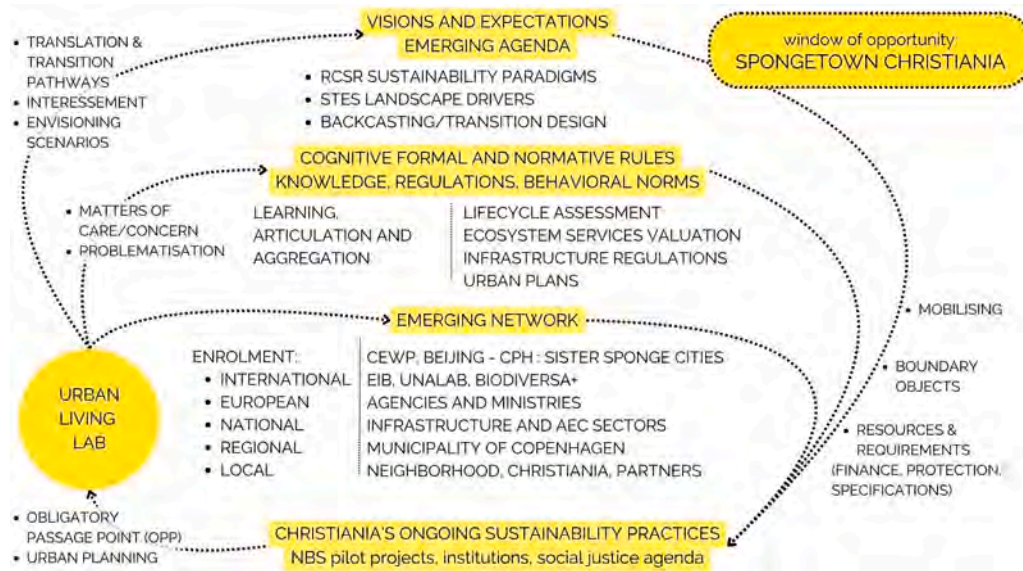 VISIONS AND EXPECTATIONS
EMERGING AGENDA
• RCSR SUSTAINABILITY PARADIGMS
• STES LANDSCAPE DRIVERS
• BACKCASTING/TRANSITION DESIGN
window of opportunity:
SPONGETOWN CHRISTIANIA
• TRANSLATION &
TRANSITION
PATHWAYS
• INTERESSEMENT
• ENVISIONING
SCENARIOS
COGNITIVE FORMAL AND NORMATIVE RULES
KNOWLEDGE, REGULATIONS, BEHAVIORAL NORMS
• MATTERS OF
CARE/CONCERN
• PROBLEMATISATION
LEARNING,
ARTICULATION AND
AGGREGATION
LIFECYCLE ASSESSMENT
ECOSYSTEM SERVICES VALUATION
INFRASTRUCTURE REGULATIONS
URBAN PLANS
EMERGING NETWORK
ENROLMENT:
• INTERNATIONAL
• EUROPEAN
• NATIONAL
• REGIONAL
• LOCAL
CEWP, BEIJING - CPH : SISTER SPONGE CITIES
EIB, UNALAB, BIODIVERSA+
AGENCIES AND MINISTRIES
INFRASTRUCTURE AND AEC SECTORS
MUNICIPALITY OF COPENHAGEN
NEIGHBORHOOD, CHRISTIANIA, PARTNERS
• MOBILISING
• BOUNDARY
OBJECTS
• RESOURCES &
REQUIREMENTS
(FINANCE, PROTECTION,
SPECIFICATIONS)
URBAN
LIVING
LAB
• OBLIGATORY
PASSAGE POINT (OPP)
• URBAN PLANNING
CHRISTIANIA'S ONGOING SUSTAINABILITY PRACTICES
NBS pilot projects, institutions, social justice agenda